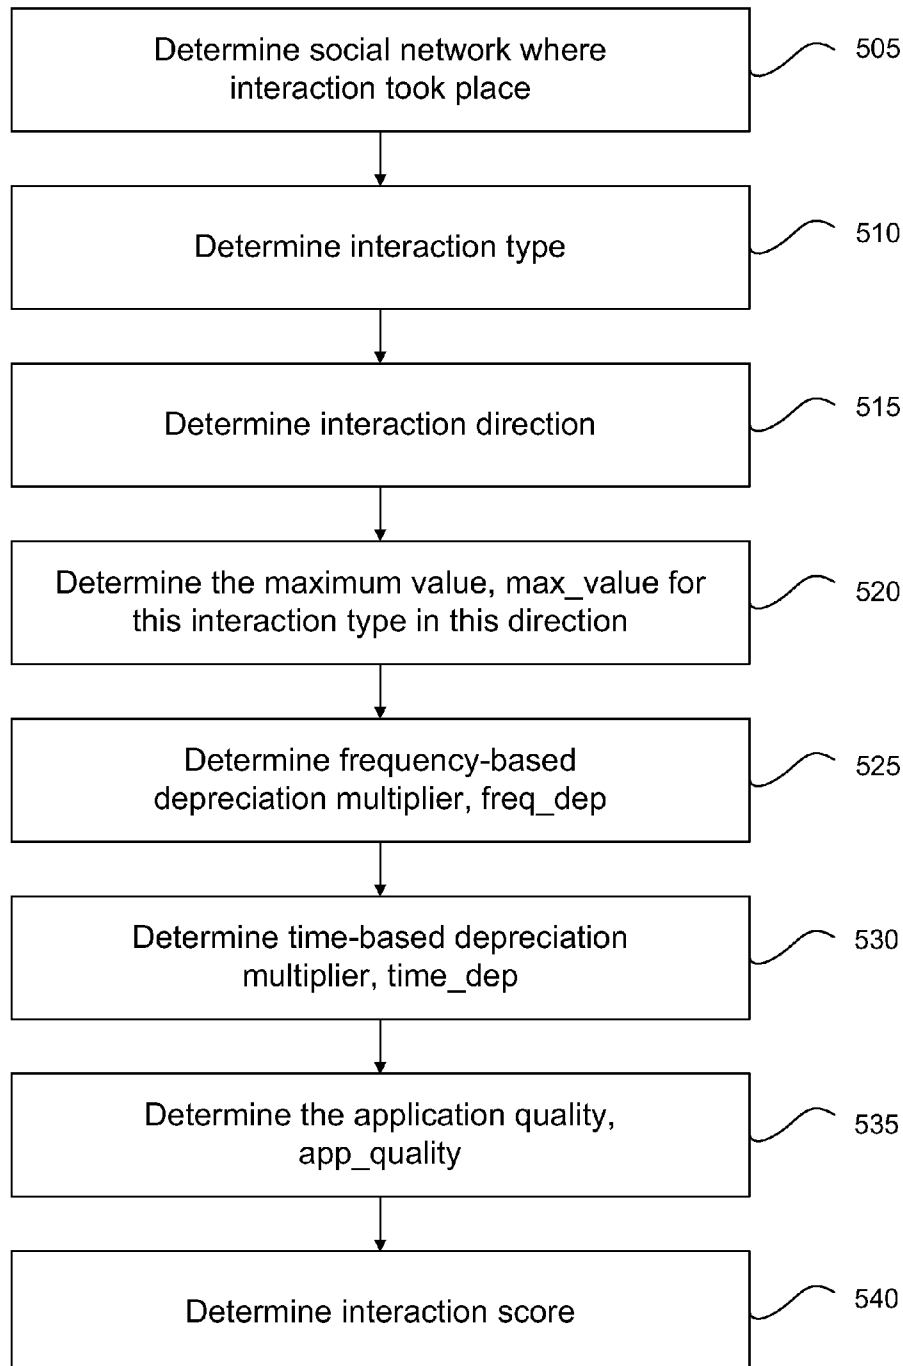 Determine social network where
interaction took place
505
Determine interaction type
510
Determine interaction direction
515
Determine the maximum value, max_value for
this interaction type in this direction
520
Determine frequency-based
depreciation multiplier, freq_dep
525
Determine time-based depreciation
multiplier, time_dep
530
Determine the application quality,
app_quality
535
Determine interaction score
540